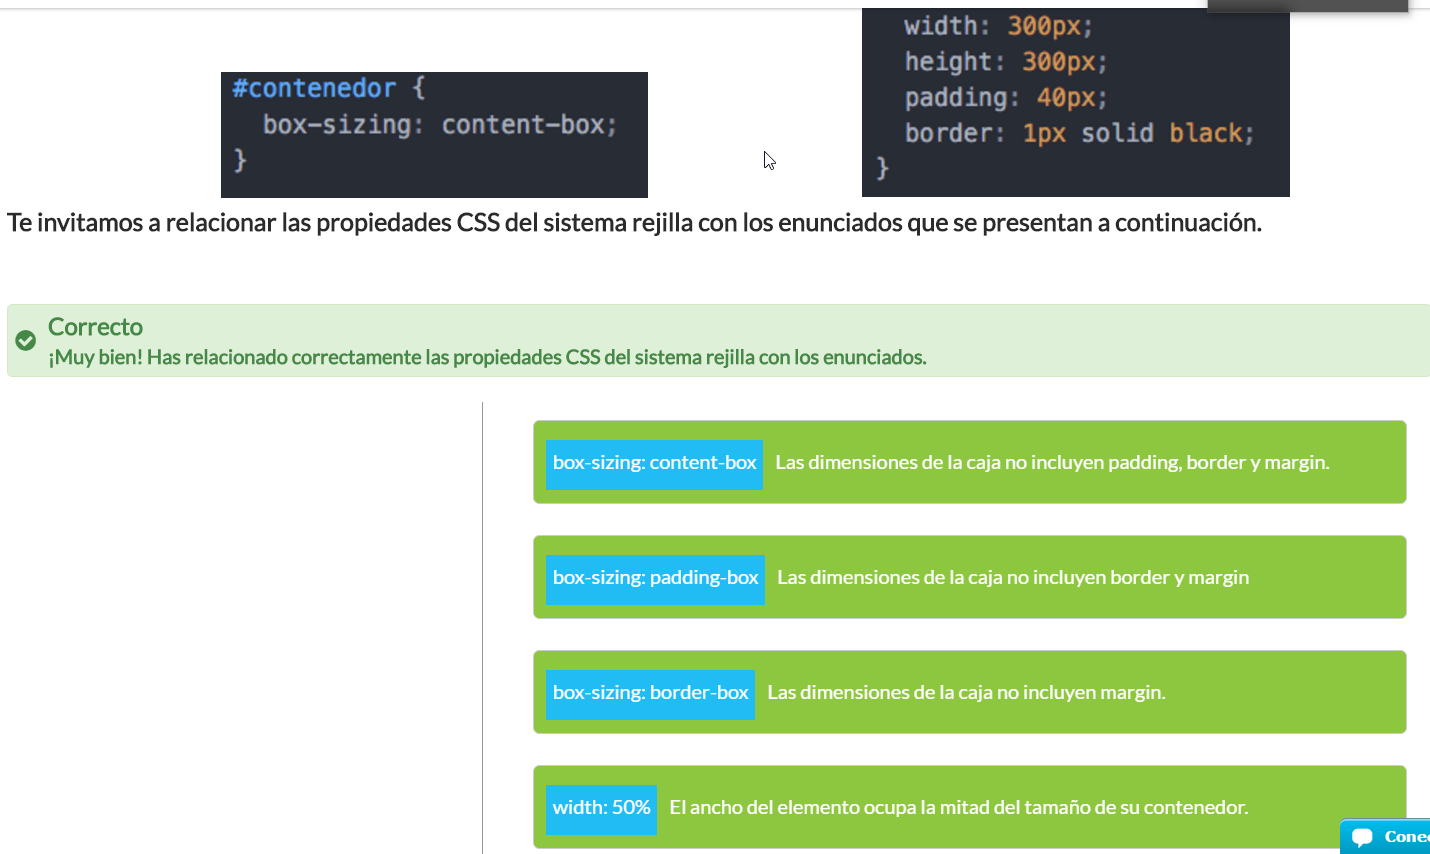 #contenedor {
box-sizing: content-box;
}
width: 300px;
height: 300px;
padding: 40px;
border: 1px solid black;
}
Te invitamos a relacionar las propiedades CSS del sistema rejilla con los enunciados que se presentan a continuación.
Correcto
¡Muy bien! Has relacionado correctamente las propiedades CSS del sistema rejilla con los enunciados.
box-sizing: content-box Las dimensiones de la caja no incluyen padding, border y margin.
box-sizing: padding-box Las dimensiones de la caja no incluyen border y margin
box-sizing: border-box Las dimensiones de la caja no incluyen margin.
width: 50% El ancho del elemento ocupa la mitad del tamaño de su contenedor.